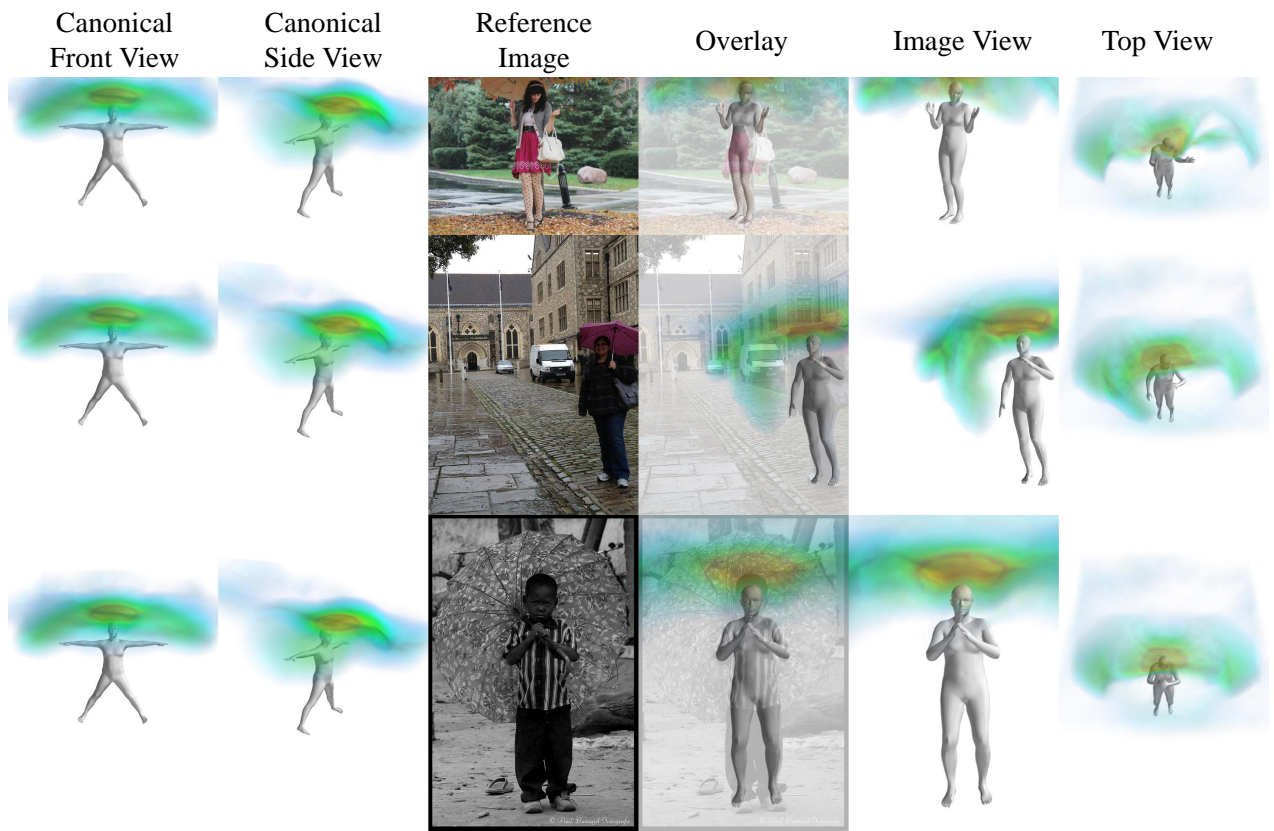 Canonical
Front View
Canonical
Side View
Reference
Image
Overlay
Image View
Top View